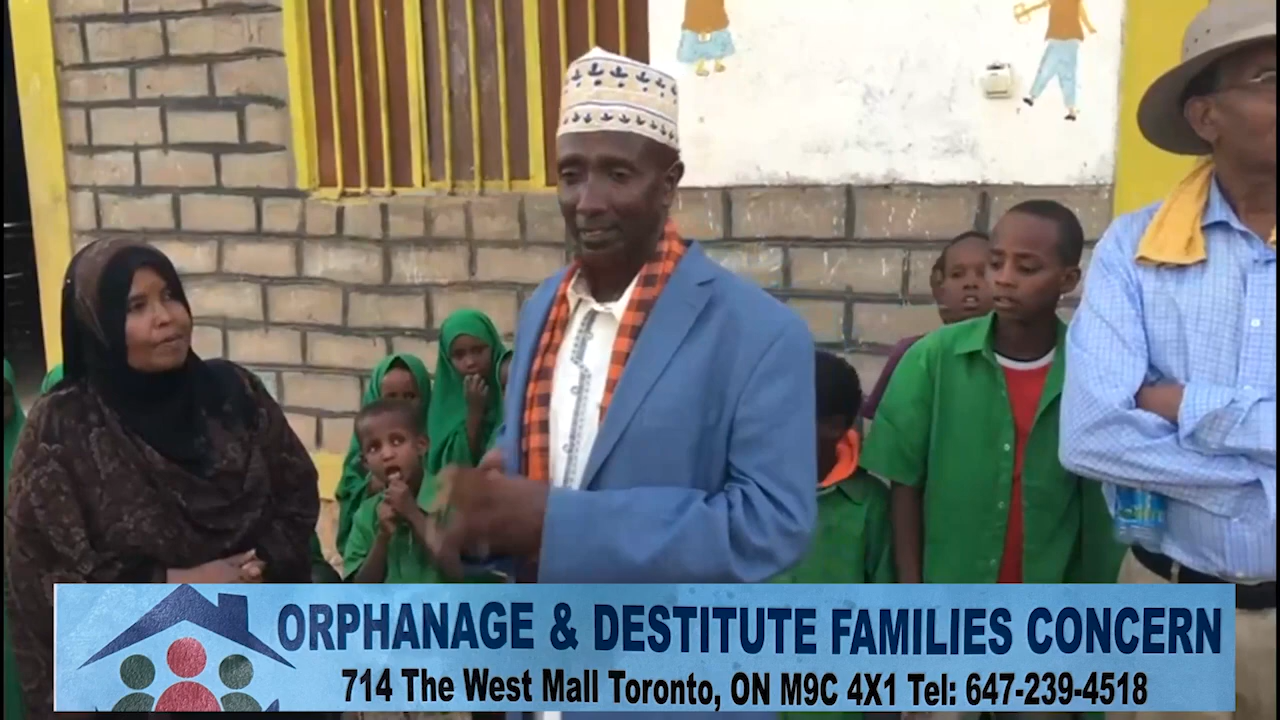 ORPHANAGE & DESTITUTE FAMILIES CONCERN
714 The West Mall Toronto, ON M9C 4X1 Tel: 647-239-4518